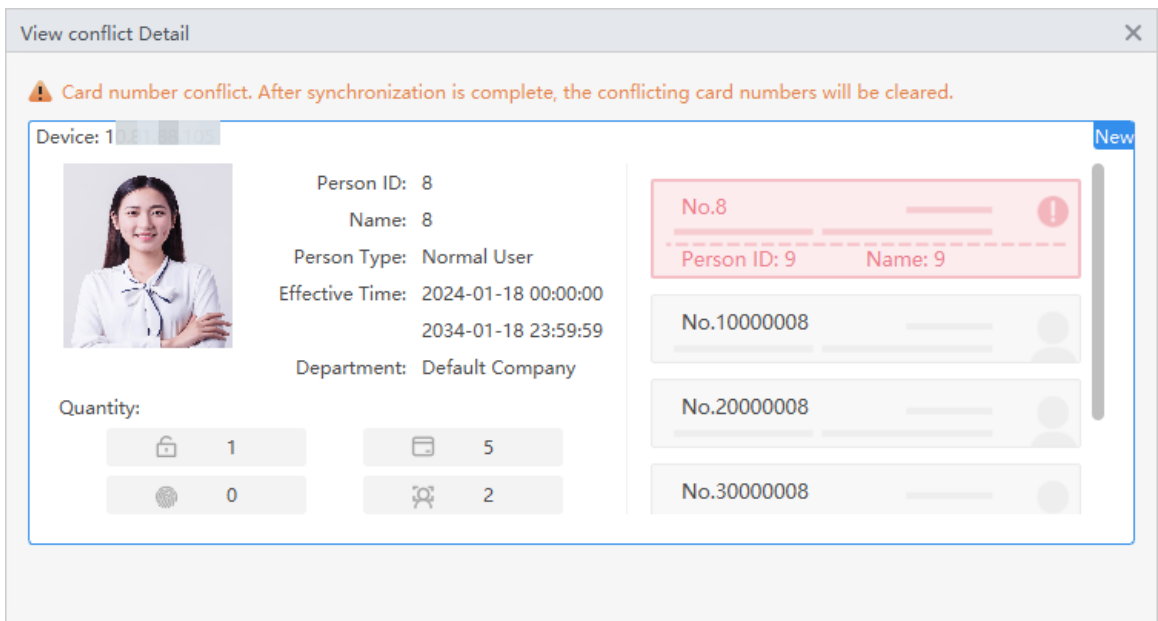 View conflict Detail
Card number conflict. After synchronization is complete, the conflicting card numbers will be cleared.
Device: 1
New
Person ID: 8
Name: 8
Person Type: Normal User
Effective Time: 2024-01-18 00:00:00
2034-01-18 23:59:59
Department: Default Company
Quantity:
1
5
0
2
No.8
Person ID: 9 Name: 9
No.10000008
No.20000008
No.30000008